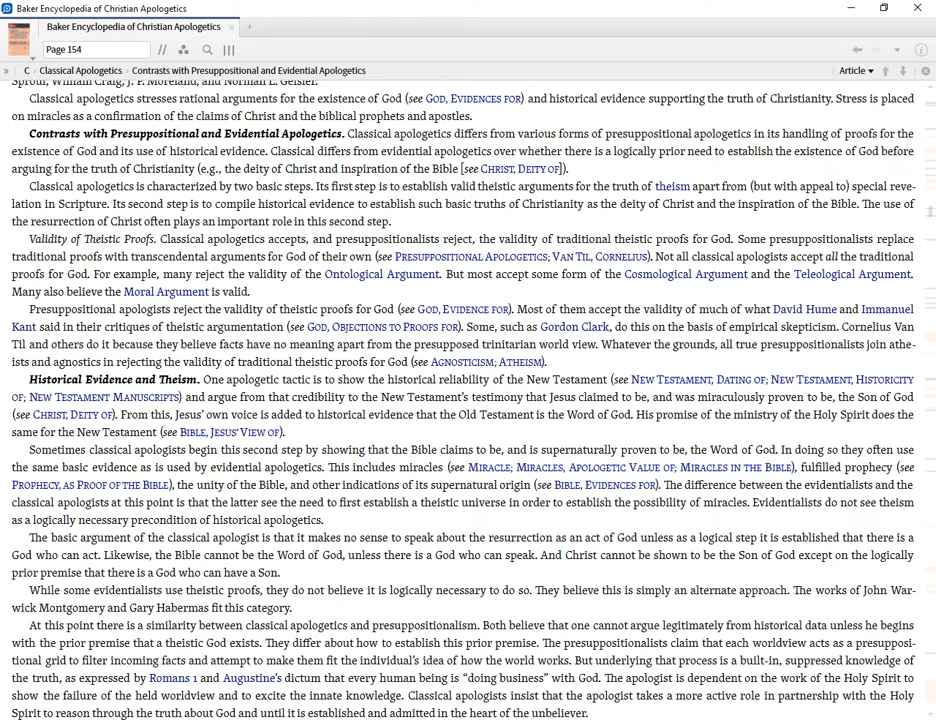 Baker Encyclopedia of Christian Apologetics
Baker Encyclopedia of Christian Apologetics
Page 154
» C › Classical Apologetics › Contrasts with Presuppositional and Evidential Apologetics Article
Sproul, William Craig, J. P. Moreland, and Norman L. Geisler.
Classical apologetics stresses rational arguments for the existence of God (see GOD, EVIDENCES FOR) and historical evidence supporting the truth of Christianity. Stress is placed
on miracles as a confirmation of the claims of Christ and the biblical prophets and apostles.
Contrasts with Presuppositional and Evidential Apologetics. Classical apologetics differs from various forms of presuppositional apologetics in its handling of proofs for the
existence of God and its use of historical evidence. Classical differs from evidential apologetics over whether there is a logically prior need to establish the existence of God before
arguing for the truth of Christianity (e.g., the deity of Christ and inspiration of the Bible [see CHRIST, DEITY OF]).
Classical apologetics is characterized by two basic steps. Its first step is to establish valid theistic arguments for the truth of theism apart from (but with appeal to) special reve-
lation in Scripture. Its second step is to compile historical evidence to establish such basic truths of Christianity as the deity of Christ and the inspiration of the Bible. The use of
the resurrection of Christ often plays an important role in this second step.
Validity of Theistic Proofs. Classical apologetics accepts, and presuppositionalists reject, the validity of traditional theistic proofs for God. Some presuppositionalists replace
traditional proofs with transcendental arguments for God of their own (see PRESUPPOSITIONAL APOLOGETICS; VAN TIL, CORNELIUS). Not all classical apologists accept all the traditional
proofs for God. For example, many reject the validity of the Ontological Argument. But most accept some form of the Cosmological Argument and the Teleological Argument.
Many also believe the Moral Argument is valid.
Presuppositional apologists reject the validity of theistic proofs for God (see GOD, EVIDENCE FOR). Most of them accept the validity of much of what David Hume and Immanuel
Kant said in their critiques of theistic argumentation (see GOD, OBJECTIONS TO PROOFS FOR). Some, such as Gordon Clark, do this on the basis of empirical skepticism. Cornelius Van
Til and others do it because they believe facts have no meaning apart from the presupposed trinitarian world view. Whatever the grounds, all true presuppositionalists join athe-
ists and agnostics in rejecting the validity of traditional theistic proofs for God (see AGNOSTICISM; ATHEISM).
Historical Evidence and Theism. One apologetic tactic is to show the historical reliability of the New Testament (see NEW TESTAMENT, DATING OF; NEW TESTAMENT, HISTORICITY
OF; NEW TESTAMENT MANUSCRIPTS) and argue from that credibility to the New Testament's testimony that Jesus claimed to be, and was miraculously proven to be, the Son of God
(see CHRIST, DEITY OF). From this, Jesus' own voice is added to historical evidence that the Old Testament is the Word of God. His promise of the ministry of the Holy Spirit does the
same for the New Testament (see BIBLE, JESUS' VIEW OF).
Sometimes classical apologists begin this second step by showing that the Bible claims to be, and is supernaturally proven to be, the Word of God. In doing so they often use
the same basic evidence as is used by evidential apologetics. This includes miracles (see MIRACLE; MIRACLES, APOLOGETIC VALUE OF; MIRACLES IN THE BIBLE), fulfilled prophecy (see
PROPHECY, AS PROOF OF THE BIBLE), the unity of the Bible, and other indications of its supernatural origin (see BIBLE, EVIDENCES FOR). The difference between the evidentialists and the
classical apologists at this point is that the latter see the need to first establish a theistic universe in order to establish the possibility of miracles. Evidentialists do not see theism
as a logically necessary precondition of historical apologetics.
The basic argument of the classical apologist is that it makes no sense to speak about the resurrection as an act of God unless as a logical step it is established that there is a
God who can act. Likewise, the Bible cannot be the Word of God, unless there is a God who can speak. And Christ cannot be shown to be the Son of God except on the logically
prior premise that there is a God who can have a Son.
While some evidentialists use theistic proofs, they do not believe it is logically necessary to do so. They believe this is simply an alternate approach. The works of John War-
wick Montgomery and Gary Habermas fit this category.
At this point there is a similarity between classical apologetics and presuppositionalism. Both believe that one cannot argue legitimately from historical data unless he begins
with the prior premise that a theistic God exists. They differ about how to establish this prior premise. The presuppositionalists claim that each worldview acts as a presupposi-
tional grid to filter incoming facts and attempt to make them fit the individual's idea of how the world works. But underlying that process is a built-in, suppressed knowledge of
the truth, as expressed by Romans 1 and Augustine's dictum that every human being is “doing business” with God. The apologist is dependent on the work of the Holy Spirit to
show the failure of the held worldview and to excite the innate knowledge. Classical apologists insist that the apologist takes a more active role in partnership with the Holy
Spirit to reason through the truth about God and until it is established and admitted in the heart of the unbeliever.